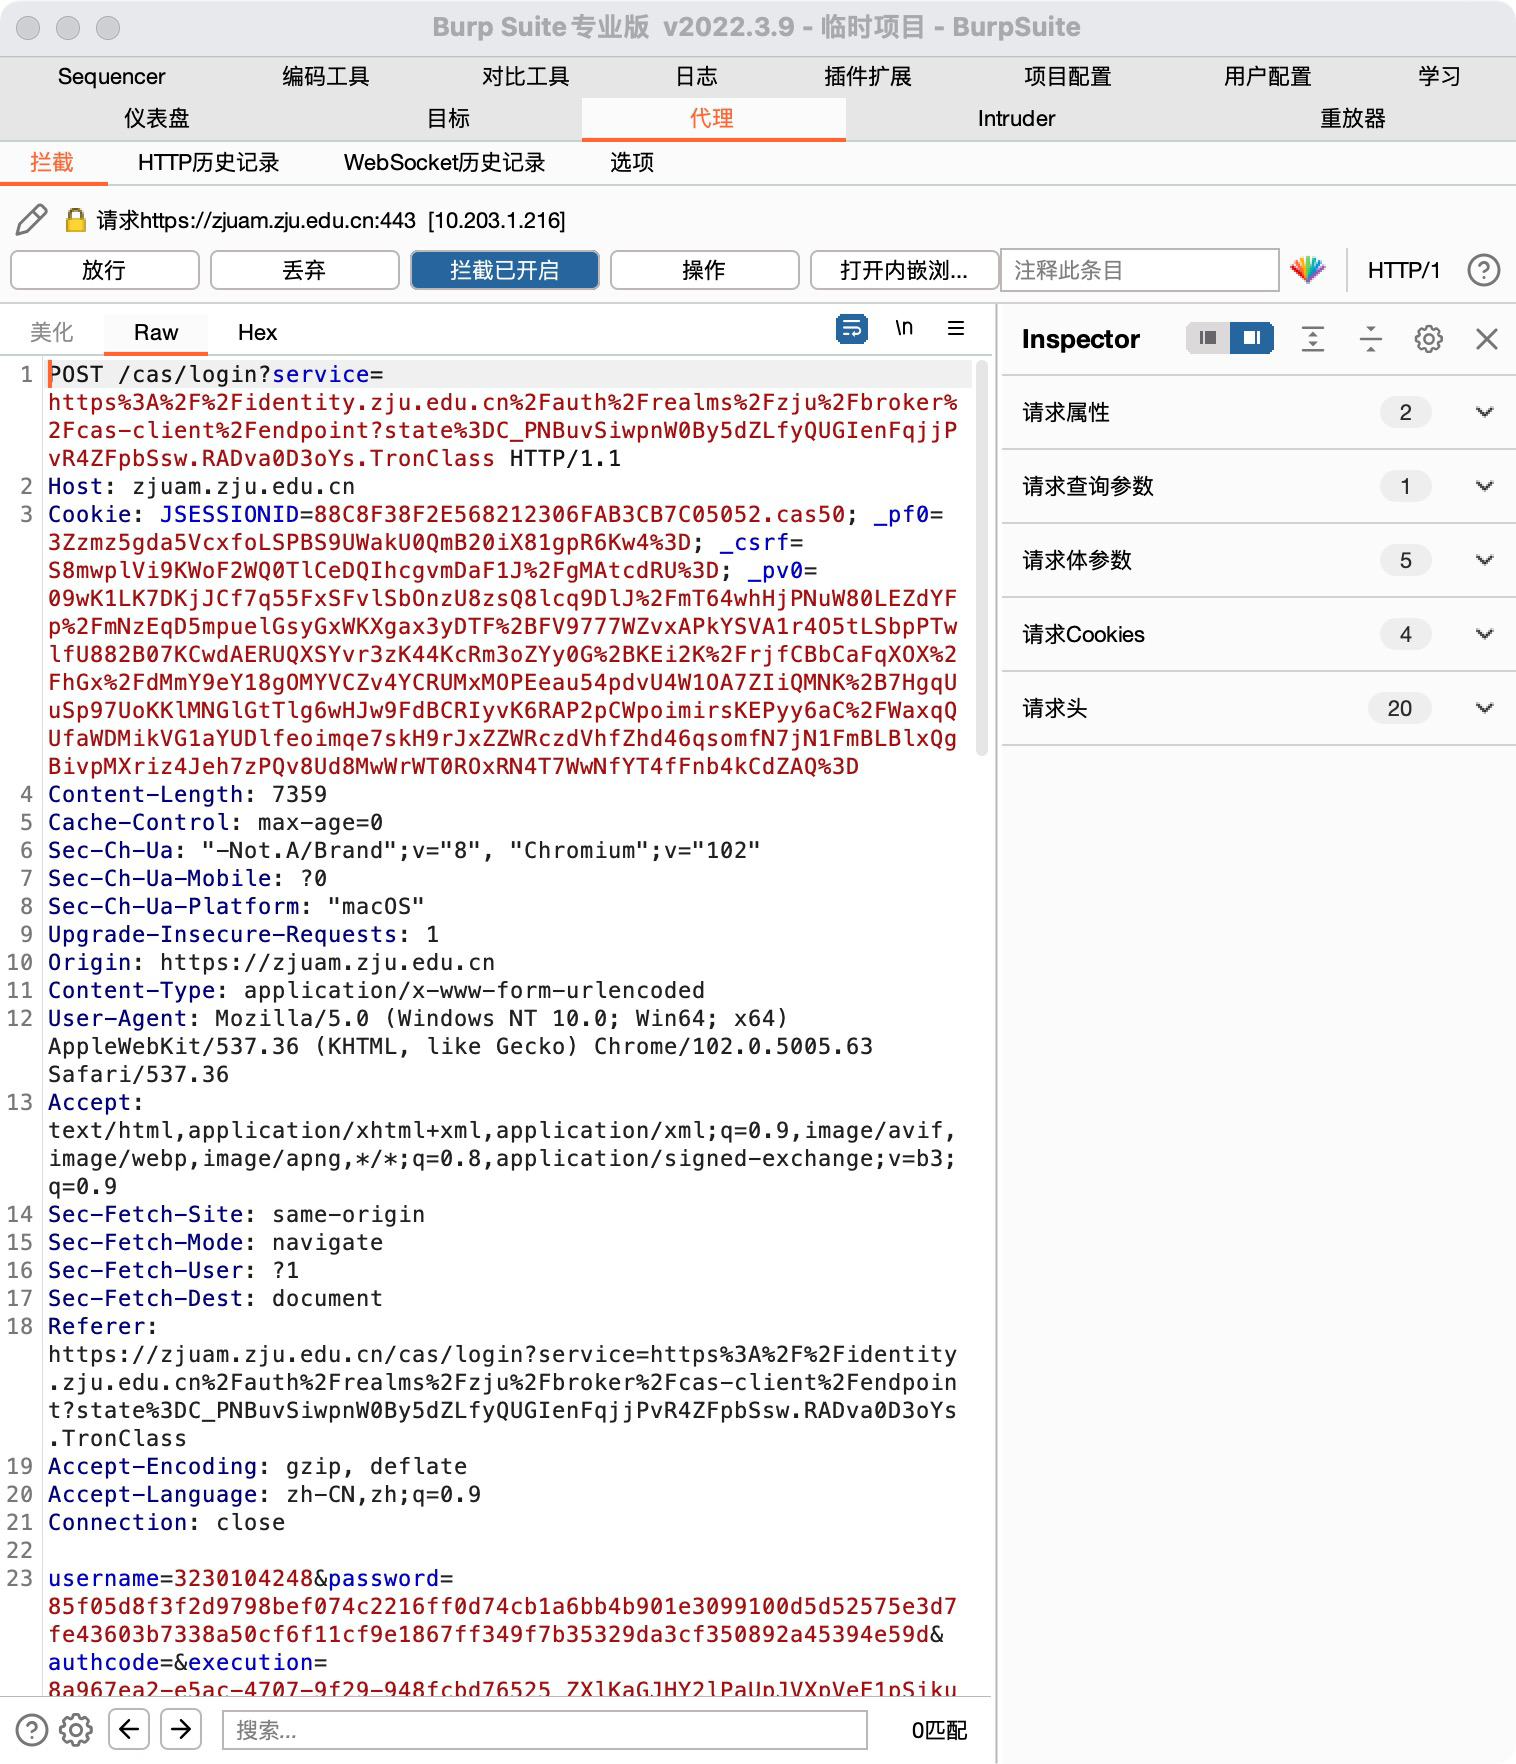 Burp Suite 专业版 v2022.3.9 - 临时项目 - BurpSuite
Sequencer 编码工具 对比工具 日志 插件扩展 项目配置 用户配置 学习
仪表盘 目标 代理 Intruder 重放器
拦截 HTTP历史记录 WebSocket历史记录 选项
请求https://zjuam.zju.edu.cn:443 [10.203.1.216]
放行 丢弃 拦截已开启 操作 打开内嵌浏... 注释此条目 HTTP/1
美化 Raw Hex \n
1 POST /cas/login?service=
https%3A%2F%2Fidentity.zju.edu.cn%2Fauth%2Frealms%2Fzju%2Fbroker%
2Fcas-client%2Fendpoint?state%3DC_PNBuvSiwpnW0By5dZLfyQUGIenFqjjP
vR4ZFpbSsw.RADva0D3oYs.TronClass HTTP/1.1
2 Host: zjuam.zju.edu.cn
3 Cookie: JSESSIONID=88C8F38F2E568212306FAB3CB7C05052.cas50; _pf0=
3Zzmz5gda5VcxfoLSPBS9UWakU0QmB20iX81gpR6Kw4%3D; _csrf=
S8mwplVi9KWoF2WQ0TlCeDQIhcgvmDaF1J%2FgMAtcdRU%3D; _pv0=
09wK1LK7DKjJCf7q55FxSFvlSbOnzU8zsQ8lcq9DlJ%2FmT64whHjPNuW80LEZdYF
p%2FmNzEqD5mpuelGsyGxWKXgax3yDTF%2BFV9777WZvxAPkYSVA1r4O5tLSbpPTw
lfU882B07KCwdAERUQXSYvr3zK44KcRm3oZYy0G%2BKEi2K%2FrjfCBbCaFqXOX%2
FhGx%2FdMmY9eY18gOMYVCZv4YCRUMxMOPEeau54pdvU4W1OA7ZIiQMNK%2B7HgqU
uSp97UoKKlMNGlGtTlg6wHJw9FdBCRIyvK6RAP2pCWpoimirsKEPyy6aC%2FWaxqQ
UfaWDMikVG1aYUDlfeoimqe7skH9rJxZZWRczdVhfZhd46qsomfN7jN1FmBLBlxQg
BivpMXriz4Jeh7zPQv8Ud8MwWrWT0ROxRN4T7WwNfYT4fFnb4kCdZAQ%3D
4 Content-Length: 7359
5 Cache-Control: max-age=0
6 Sec-Ch-Ua: "-Not.A/Brand";v="8", "Chromium";v="102"
7 Sec-Ch-Ua-Mobile: ?0
8 Sec-Ch-Ua-Platform: "macOS"
9 Upgrade-Insecure-Requests: 1
10 Origin: https://zjuam.zju.edu.cn
11 Content-Type: application/x-www-form-urlencoded
12 User-Agent: Mozilla/5.0 (Windows NT 10.0; Win64; x64)
AppleWebKit/537.36 (KHTML, like Gecko) Chrome/102.0.5005.63
Safari/537.36
13 Accept:
text/html,application/xhtml+xml,application/xml;q=0.9,image/avif,
image/webp,image/apng,*/*;q=0.8,application/signed-exchange;v=b3;
q=0.9
14 Sec-Fetch-Site: same-origin
15 Sec-Fetch-Mode: navigate
16 Sec-Fetch-User: ?1
17 Sec-Fetch-Dest: document
18 Referer:
https://zjuam.zju.edu.cn/cas/login?service=https%3A%2F%2Fidentity
.zju.edu.cn%2Fauth%2Frealms%2Fzju%2Fbroker%2Fcas-client%2Fendpoin
t?state%3DC_PNBuvSiwpnW0By5dZLfyQUGIenFqjjPvR4ZFpbSsw.RADva0D3oYs
.TronClass
19 Accept-Encoding: gzip, deflate
20 Accept-Language: zh-CN,zh;q=0.9
21 Connection: close
22
23 username=3230104248&password=
85f05d8f3f2d9798bef074c2216ff0d74cb1a6bb4b901e3099100d5d52575e3d7
fe43603b7338a50cf6f11cf9e1867ff349f7b35329da3cf350892a45394e59d&
authcode=&execution=
8a967ea2-e5ac-4707-9f29-948fcbd76525_ZXlKaGJHY2lPaUpJVXpVeE1pSiku
Inspector
请求属性 2
请求查询参数 1
请求体参数 5
请求Cookies 4
请求头 20
搜索... 0匹配